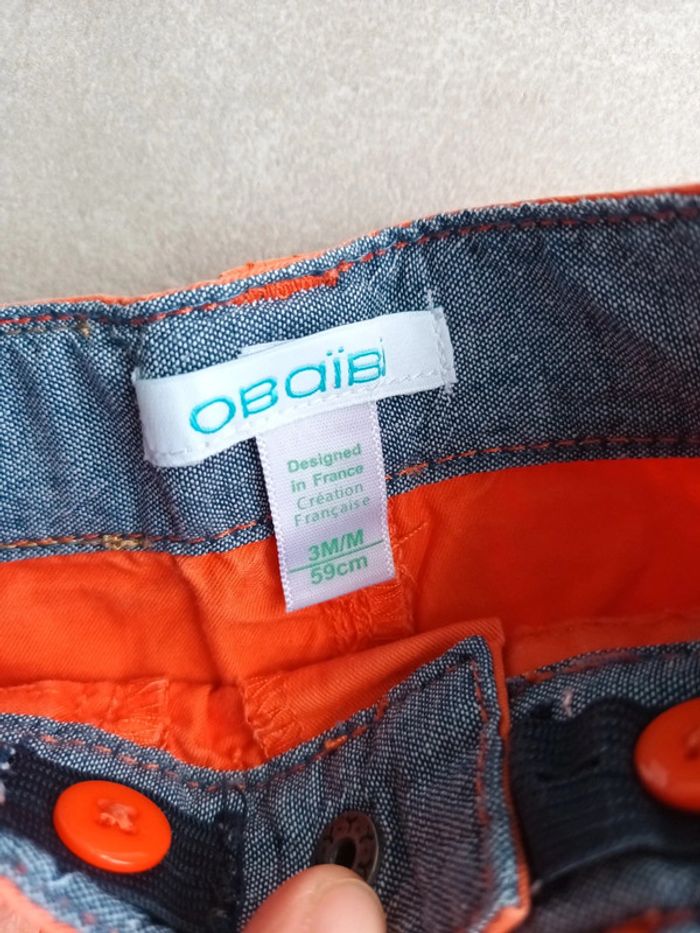 OBaïBI
Designed
in France
Création
Française
3M/M
59cm